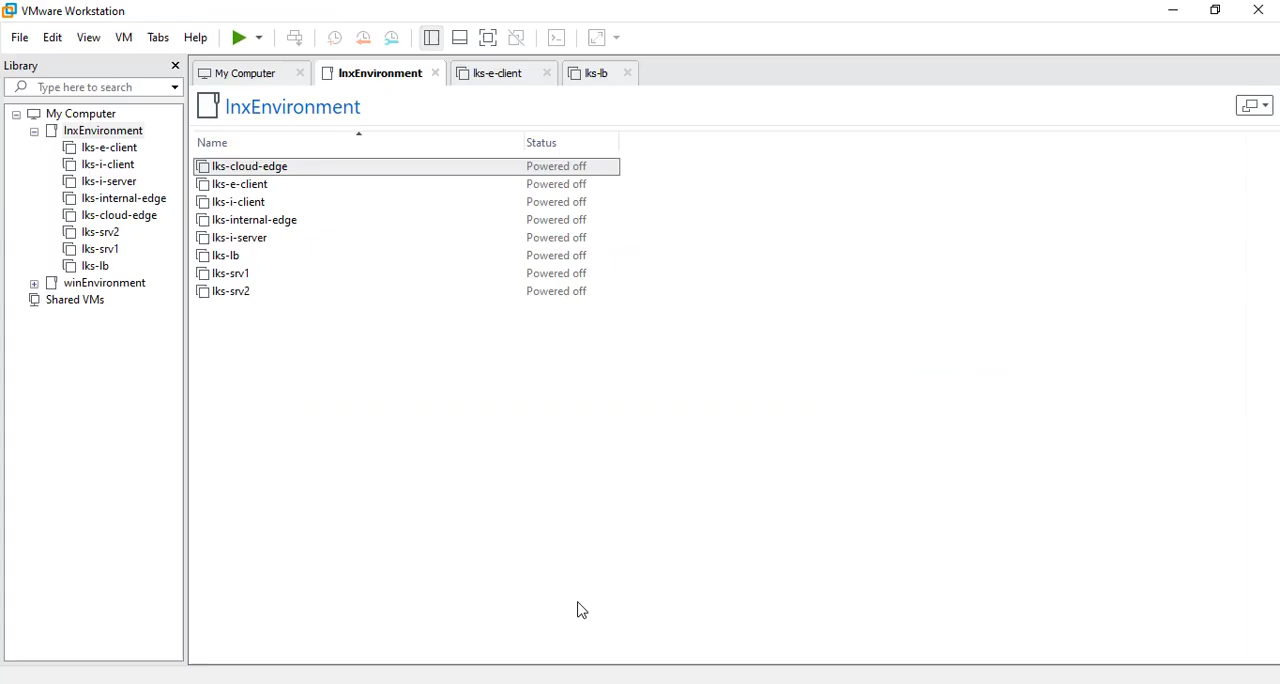 VMware Workstation
File Edit View VM Tabs Help
Library
Type here to search
My Computer
lnxEnvironment
lks-e-client
lks-i-client
lks-i-server
lks-internal-edge
lks-cloud-edge
lks-srv2
lks-srv1
lks-lb
winEnvironment
Shared VMs
My Computer lnxEnvironment lks-e-client lks-lb
lnxEnvironment
Name Status
lks-cloud-edge Powered off
lks-e-client Powered off
lks-i-client Powered off
lks-internal-edge Powered off
lks-i-server Powered off
lks-lb Powered off
lks-srv1 Powered off
lks-srv2 Powered off